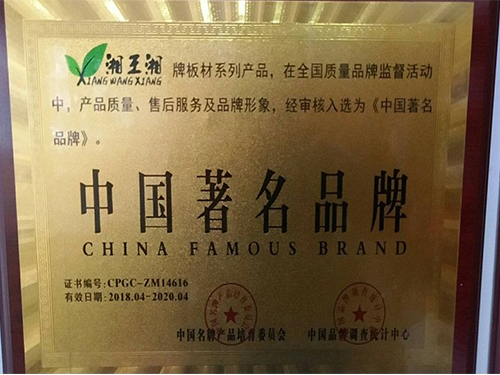 湘王湘 牌板材系列产品，在全国质量品牌监督活动
XIANG WANG XIANG
中，产品质量、售后服务及品牌形象，经审核入选为《中国著名
品牌》。
中国著名品牌
CHINA FAMOUS BRAND
证书编号:CPGC-ZM14616
有效日期:2018.04-2020.04
中国名牌产品培育委员会 中国品牌调查统计中心